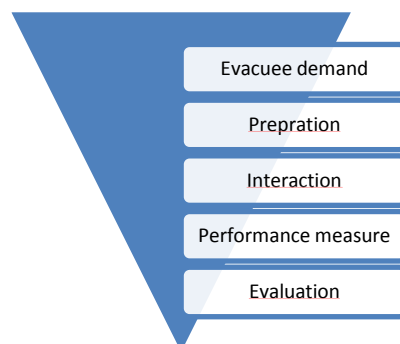 Evacuee demand
Prepration
Interaction
Performance measure
Evaluation